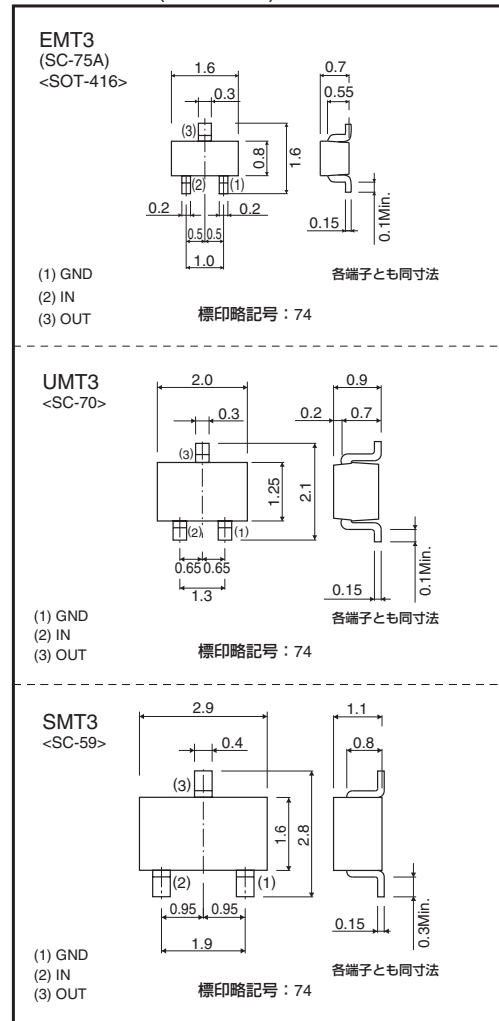 EMT3
(SC-75A)
<SOT-416>
1.6
0.3
(3)
0.8
1.6
(2)
(1)
0.2
0.2
0.5 0.5
1.0
0.7
0.55
0.15
0.1Min.
(1) GND
(2) IN
(3) OUT
各端子とも同寸法
標印略記号：74
UMT3
<SC-70>
2.0
0.3
(3)
1.25
2.1
(2)
(1)
0.65 0.65
1.3
0.9
0.2 0.7
0.15
0.1Min.
(1) GND
(2) IN
(3) OUT
各端子とも同寸法
標印略記号：74
SMT3
<SC-59>
2.9
0.4
(3)
1.6
2.8
(2)
(1)
0.95 0.95
1.9
1.1
0.8
0.15
0.3Min.
(1) GND
(2) IN
(3) OUT
各端子とも同寸法
標印略記号：74